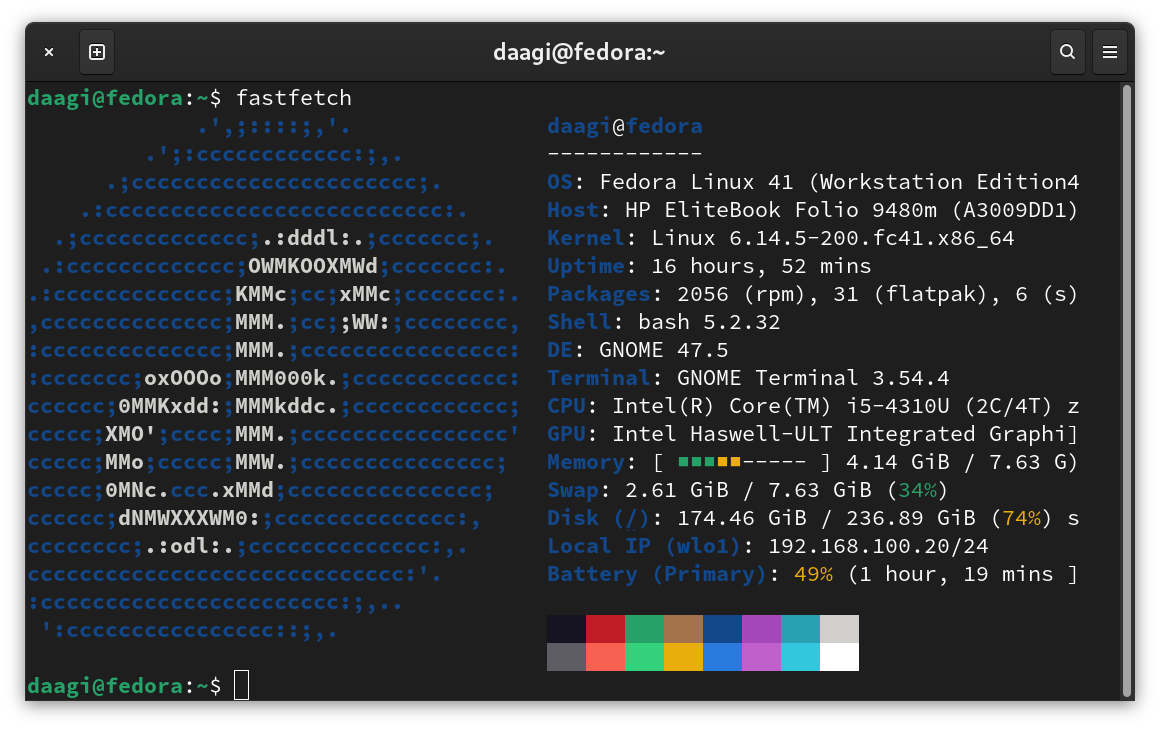 daagi@fedora:~
daagi@fedora:~$ fastfetch
.',;::::;,'.
.';:cccccccccccc:;,.
.;cccccccccccccccccccccc;.
.:cccccccccccccccccccccccccc:.
.;ccccccccccccc;.:dddl:.;ccccccc;.
.:ccccccccccccc;OWMKOOXMWd;ccccccc:.
.:ccccccccccccc;KMMc;cc;xMMc;ccccccc:.
,cccccccccccccc;MMM.;cc;;WW:;cccccccc,
:cccccccccccccc;MMM.;cccccccccccccccc:
:ccccccc;oxOOOo;MMM000k.;cccccccccccc:
cccccc;0MMKxdd:;MMMkddc.;cccccccccccc;
ccccc;XMO';cccc;MMM.;cccccccccccccccc'
ccccc;MMo;ccccc;MMW.;ccccccccccccccc;
ccccc;0MNc.ccc.xMMd;ccccccccccccccc;
cccccc;dNMWXXXWM0:;cccccccccccccc:,
cccccccc;.:odl:.;cccccccccccccc:,.
ccccccccccccccccccccccccccccc:'.
:ccccccccccccccccccccccc:;,..
':cccccccccccccccc::;,.
daagi@fedora
------------
OS: Fedora Linux 41 (Workstation Edition4
Host: HP EliteBook Folio 9480m (A3009DD1)
Kernel: Linux 6.14.5-200.fc41.x86_64
Uptime: 16 hours, 52 mins
Packages: 2056 (rpm), 31 (flatpak), 6 (s)
Shell: bash 5.2.32
DE: GNOME 47.5
Terminal: GNOME Terminal 3.54.4
CPU: Intel(R) Core(TM) i5-4310U (2C/4T) z
GPU: Intel Haswell-ULT Integrated Graphi]
Memory: [ ■■■■■----- ] 4.14 GiB / 7.63 G)
Swap: 2.61 GiB / 7.63 GiB (34%)
Disk (/): 174.46 GiB / 236.89 GiB (74%) s
Local IP (wlo1): 192.168.100.20/24
Battery (Primary): 49% (1 hour, 19 mins ]
daagi@fedora:~$